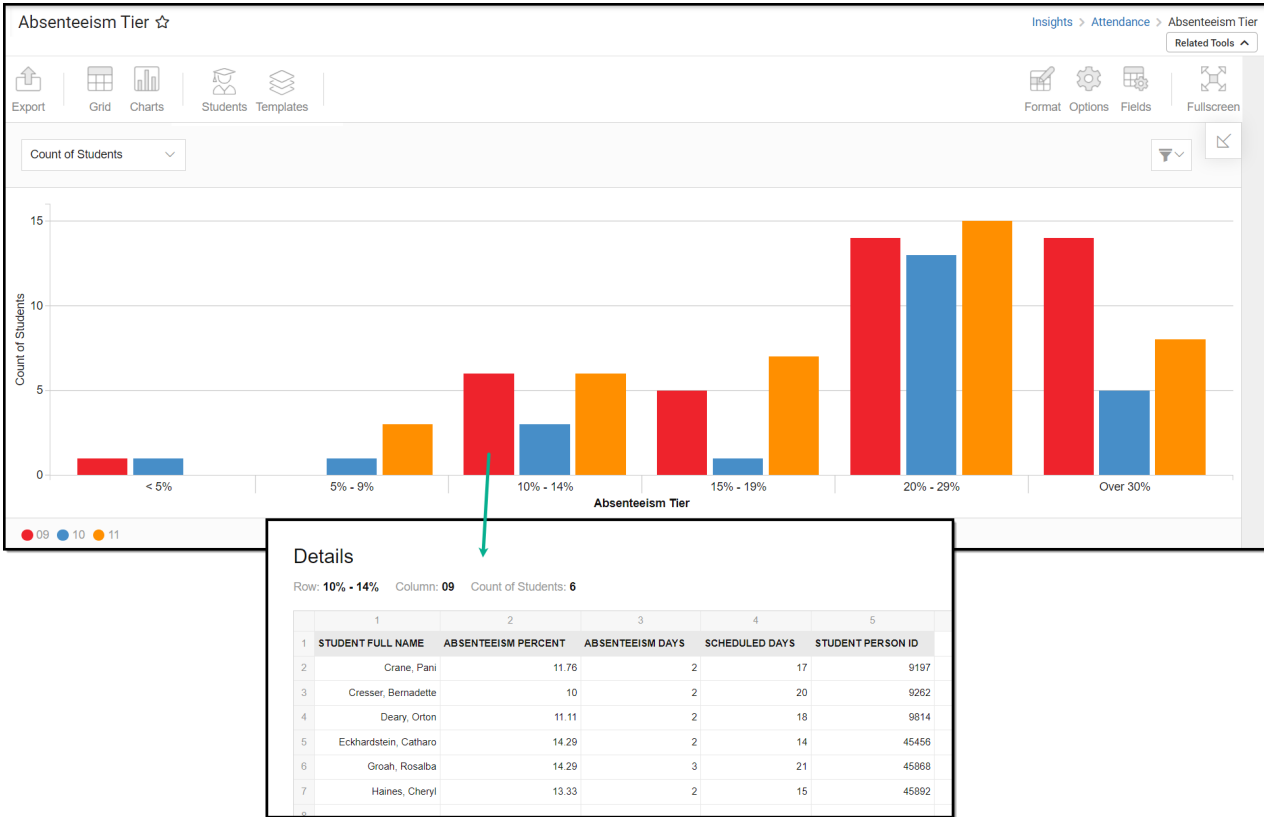 Absenteeism Tier
Insights > Attendance > Absenteeism Tier
Related Tools
Export Grid Charts Students Templates Format Options Fields Fullscreen
Count of Students
15
10
5
0
Count of Students
< 5% 5% - 9% 10% - 14% 15% - 19% 20% - 29% Over 30%
Absenteeism Tier
09 10 11
Details
Row: 10% - 14% Column: 09 Count of Students: 6
1 2 3 4 5
1 STUDENT FULL NAME ABSENTEEISM PERCENT ABSENTEEISM DAYS SCHEDULED DAYS STUDENT PERSON ID
2 Crane, Pani 11.76 2 17 9197
3 Cresser, Bernadette 10 2 20 9262
4 Deary, Orton 11.11 2 18 9814
5 Eckhardstein, Catharo 14.29 2 14 45456
6 Groah, Rosalba 14.29 3 21 45868
7 Haines, Cheryl 13.33 2 15 45892
8